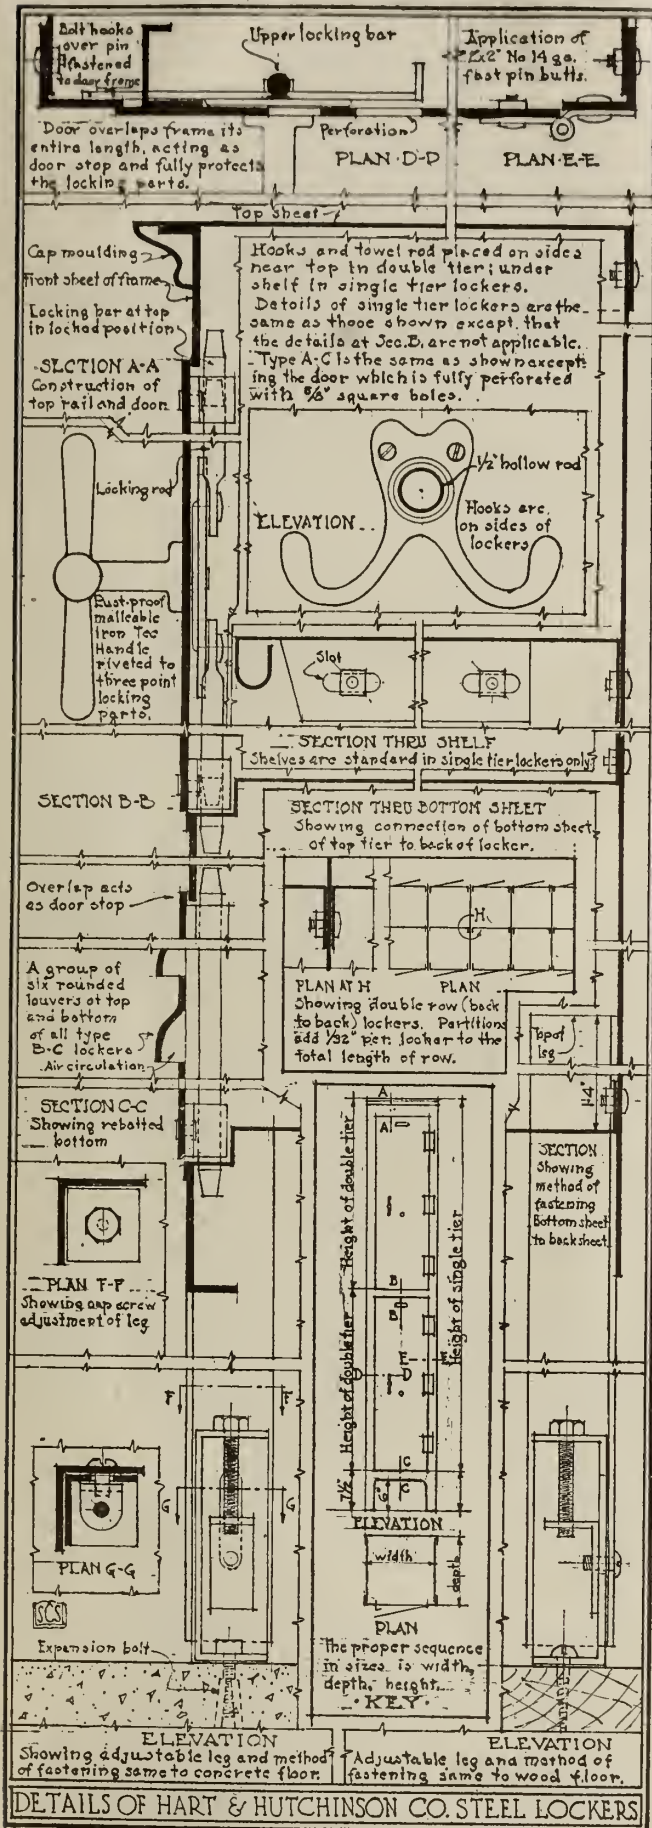 Bolt hooks
over pin
fastened
to door frame
Upper locking bar
Application of
2x2" No 14 ga.
fast pin butts.
Door overlaps frame its
entire length, acting as
door stop and fully protects
the locking parts.
Perforation
PLAN·D-D
PLAN·E-E
Top sheet
Cap moulding
Front sheet of frame
Locking bar at top
in locked position
SECTION A-A
Construction of
top rail and door.
Hooks and towel rod placed on sides
near top in double tier; under
shelf in single tier lockers.
Details of single tier lockers are the
same as those shown except that
the details at Sec. B, are not applicable.
Type A-C is the same as shown except-
ing the door which is fully perforated
with 5/8" square holes.
Locking rod
1/2" hollow rod
ELEVATION
Hooks are
on sides of
lockers
Rust-proof
malleable
iron Tee
Handle
riveted to
three point
locking
parts.
Slot
SECTION THRU SHELF
Shelves are standard in single tier lockers only
SECTION B-B
SECTION THRU BOTTOM SHEET
Showing connection of bottom sheet
of top tier to back of locker.
Overlap acts
as door stop
H
PLAN AT H
PLAN
Showing double row (back
to back) lockers. Partitions
add 1/32" per. locker to the
total length of row.
A group of
six rounded
louvers at top
and bottom
of all type
B-C lockers
Air circulation
Top of
leg
1-4"
SECTION C-C
Showing rebatted
bottom
SECTION
Showing
method of
fastening
Bottom sheet
to back sheet.
A
A
Height of double tier
Height of single tier
B
B
Height of double tier
E
E
D
D
C
C
7 1/2"
6"
ELEVATION
width
depth
PLAN
The proper sequence
in sizes is width,
depth, height.
·KEY·
PLAN F-F
Showing cap screw
adjustment of leg
F
F
G
G
PLAN G-G
SCS
Expansion bolt
ELEVATION
Showing adjustable leg and method
of fastening same to concrete floor.
ELEVATION
Adjustable leg and method of
fastening same to wood floor.
DETAILS OF HART & HUTCHINSON CO. STEEL LOCKERS